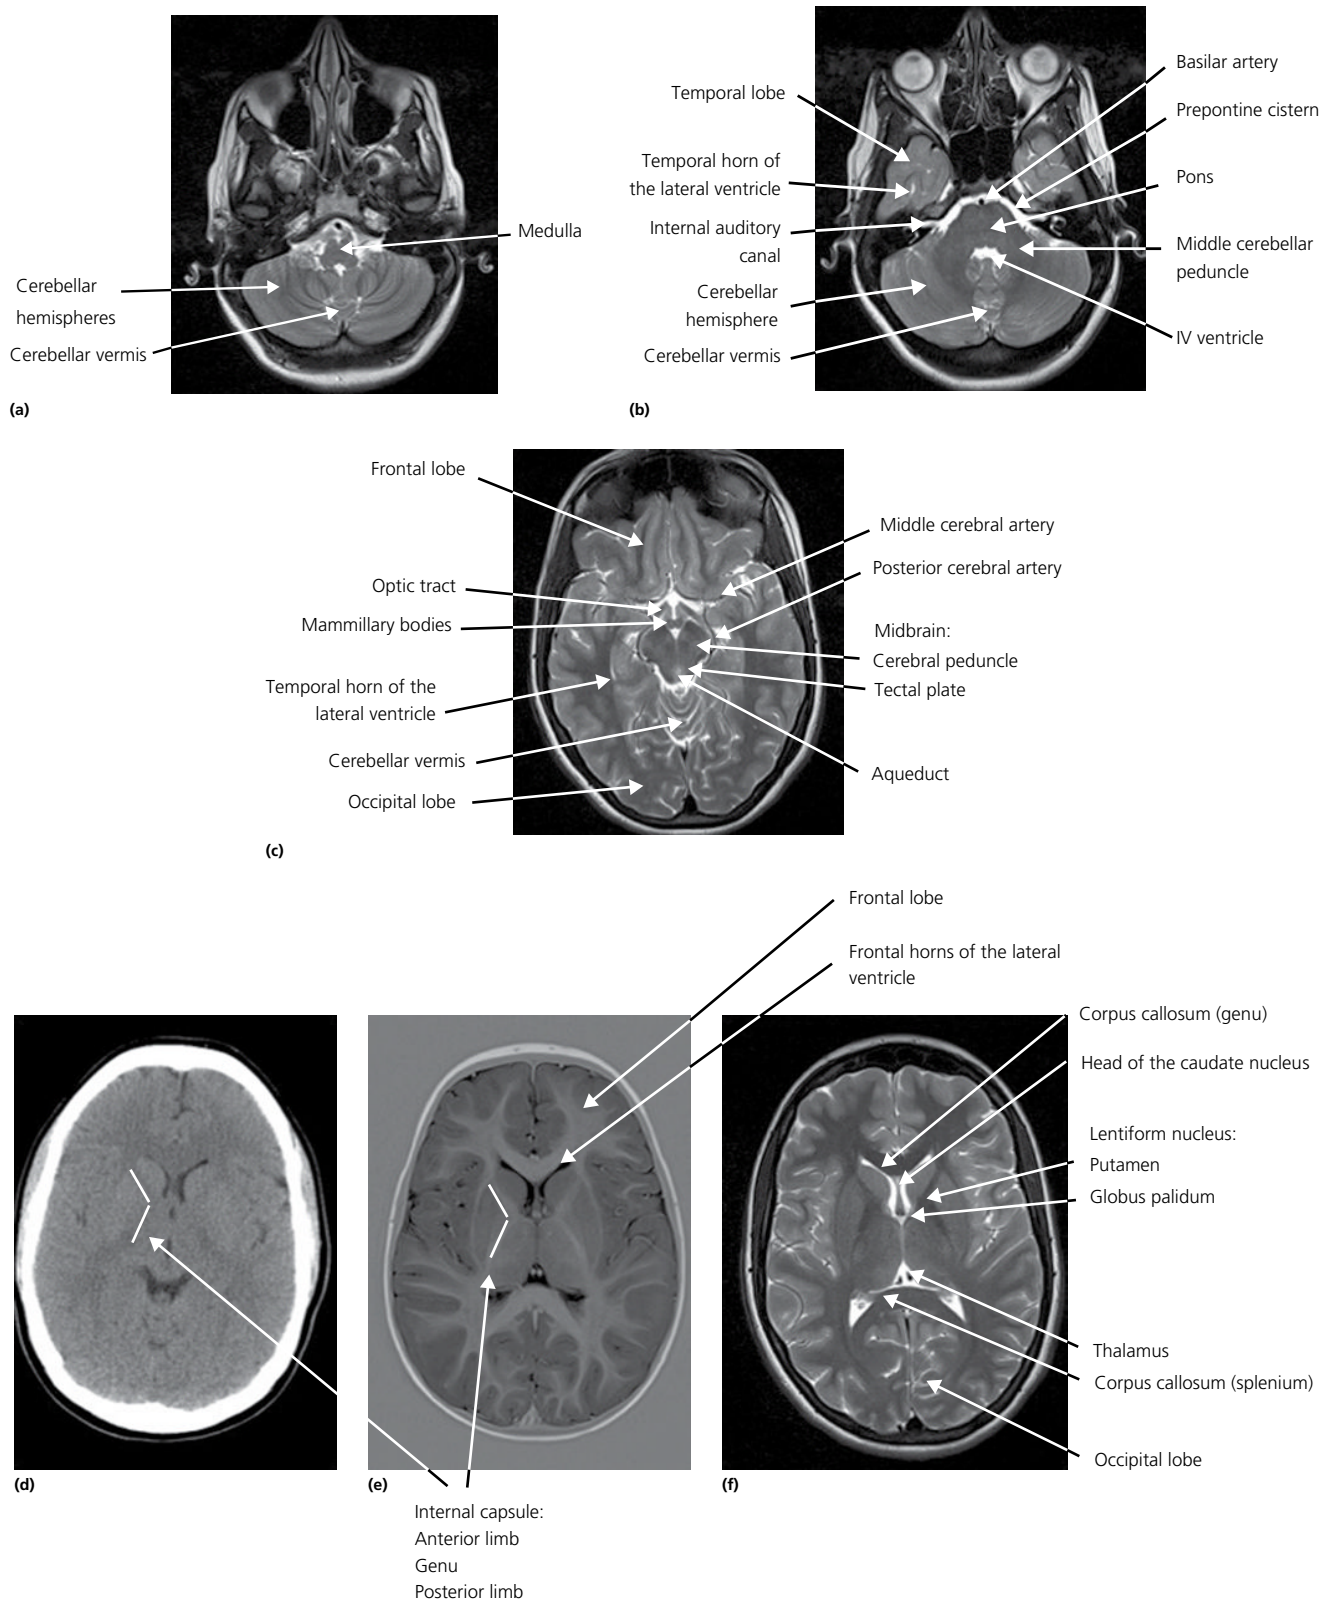 Medulla
Cerebellar
hemispheres
Cerebellar vermis
(a)
Temporal lobe
Temporal horn of
the lateral ventricle
Internal auditory
canal
Cerebellar
hemisphere
Cerebellar vermis
Basilar artery
Prepontine cistern
Pons
Middle cerebellar
peduncle
IV ventricle
(b)
Frontal lobe
Optic tract
Mammillary bodies
Temporal horn of the
lateral ventricle
Cerebellar vermis
Occipital lobe
Middle cerebral artery
Posterior cerebral artery
Midbrain:
Cerebral peduncle
Tectal plate
Aqueduct
(c)
Frontal lobe
Frontal horns of the lateral
ventricle
Corpus callosum (genu)
Head of the caudate nucleus
Lentiform nucleus:
Putamen
Globus palidum
Thalamus
Corpus callosum (splenium)
Occipital lobe
(d)
(e)
(f)
Internal capsule:
Anterior limb
Genu
Posterior limb